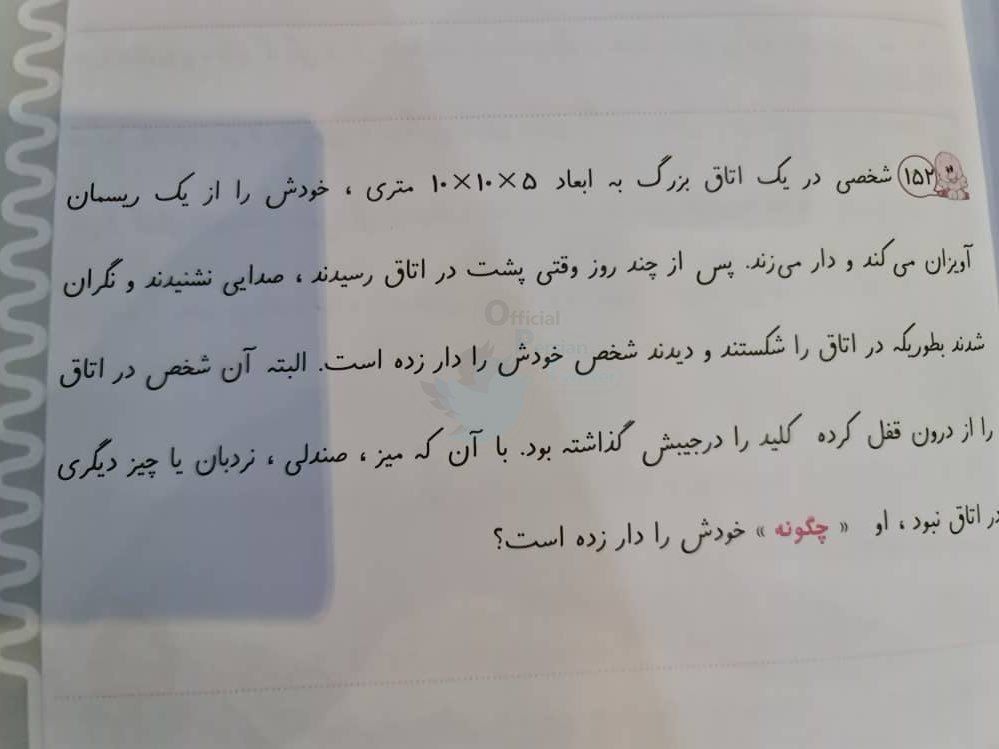 ۱۵۲ شخصی در یک اتاق بزرگ به ابعاد ۵×۱۰×۱۰ متری ، خودش را از یک ریسمان
آویزان می کند و دار می‌زند. پس از چند روز وقتی پشت در اتاق رسیدند ، صدایی نشنیدند و نگران
شدند بطوریکه در اتاق را شکستند و دیدند شخص خودش را دار زده است. البته آن شخص در اتاق
را از درون قفل کرده کلید را درجیبش گذاشته بود. با آن که میز ، صندلی ، نردبان یا چیز دیگری
در اتاق نبود ، او « چگونه » خودش را دار زده است؟
Official